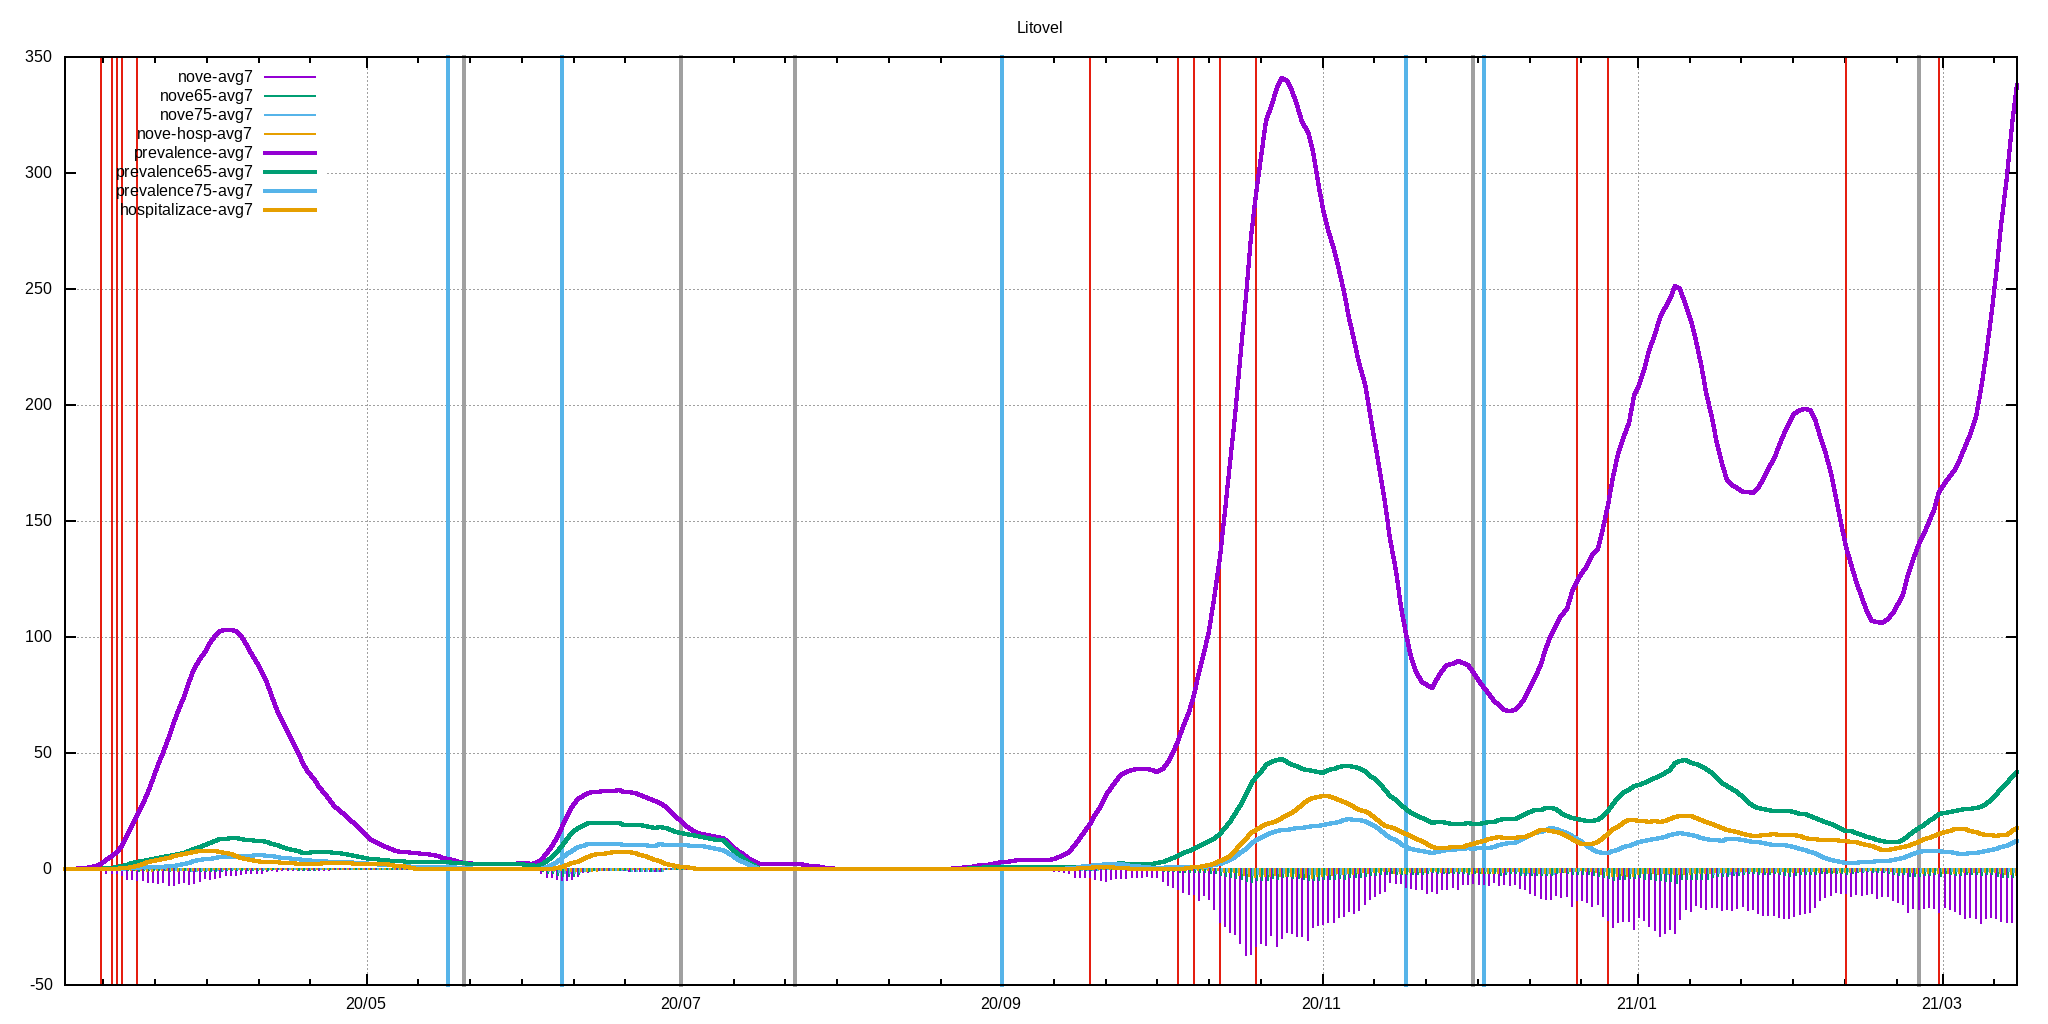 Litovel
350
nove-avg7
nove65-avg7
nove75-avg7
nove-hosp-avg7
prevalence-avg7
prevalence65-avg7
prevalence75-avg7
hospitalizace-avg7
300
250
200
150
100
50
0
-50
20/05 20/07 20/09 20/11 21/01 21/03